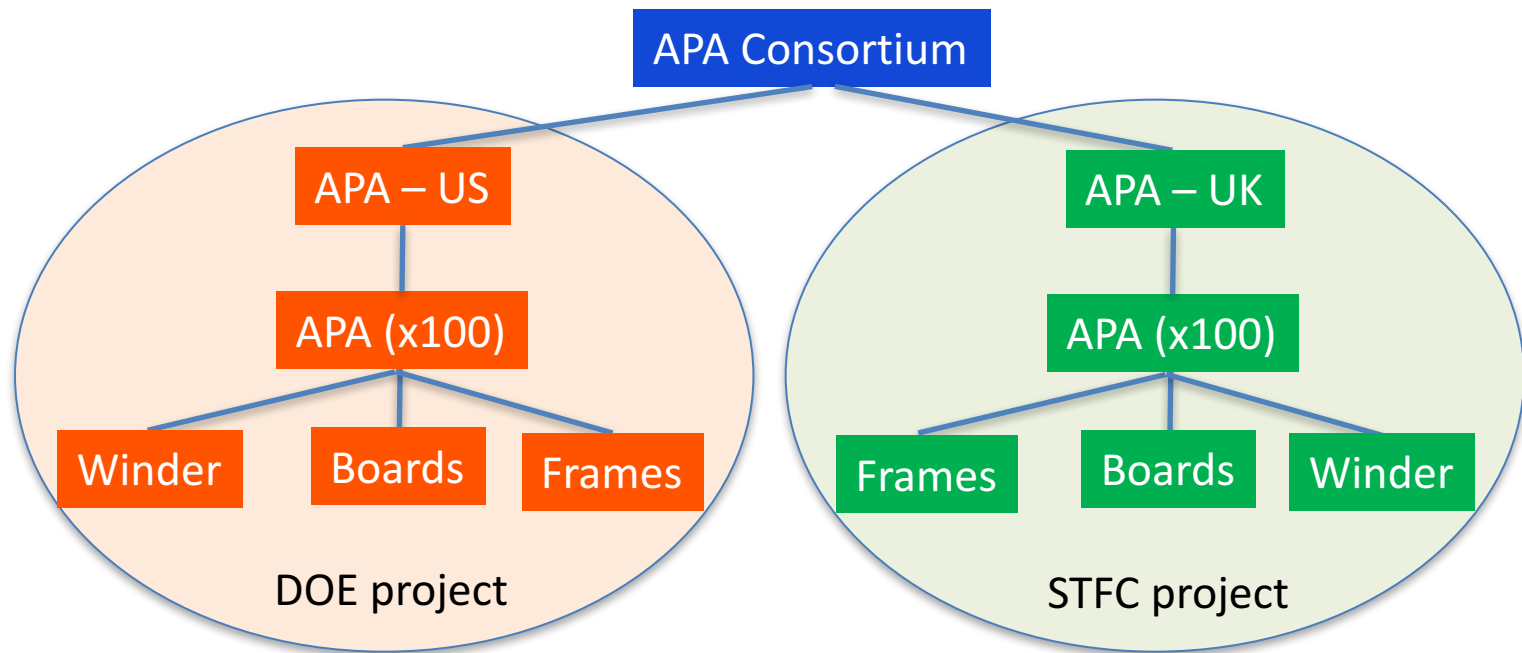 APA Consortium
APA – US
APA – UK
APA (x100)
APA (x100)
Winder
Boards
Frames
Frames
Boards
Winder
DOE project
STFC project